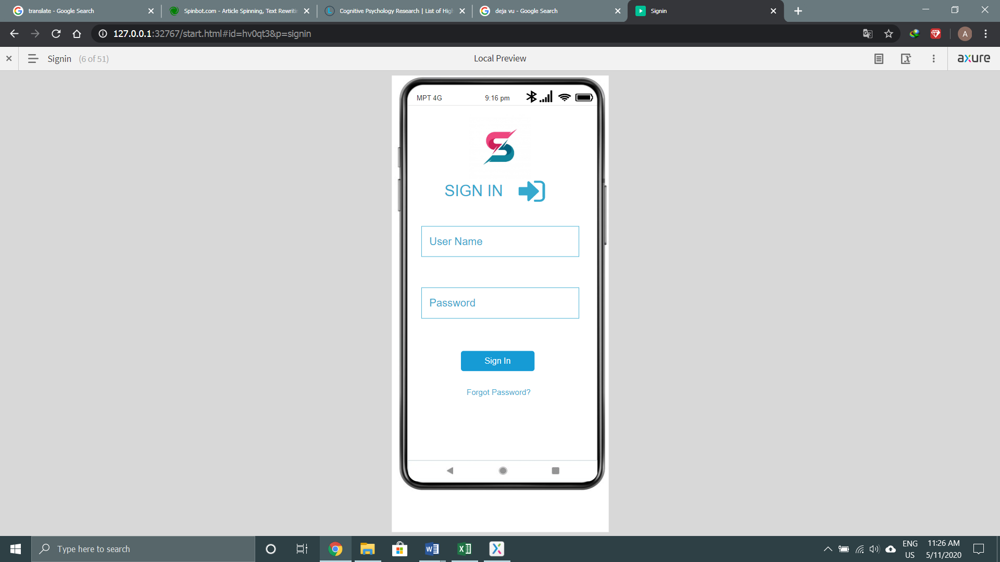 translate - Google Search
Spinbot.com - Article Spinning, Text Rewritin
Cognitive Psychology Research | List of High
deja vu - Google Search
Signin
127.0.0.1:32767/start.html#id=hv0qt3&p=signin
A
Signin (6 of 51)
Local Preview
axure
MPT 4G
9:16 pm
SIGN IN
User Name
Password
Sign In
Forgot Password?
Type here to search
ENG
US
11:26 AM
5/11/2020